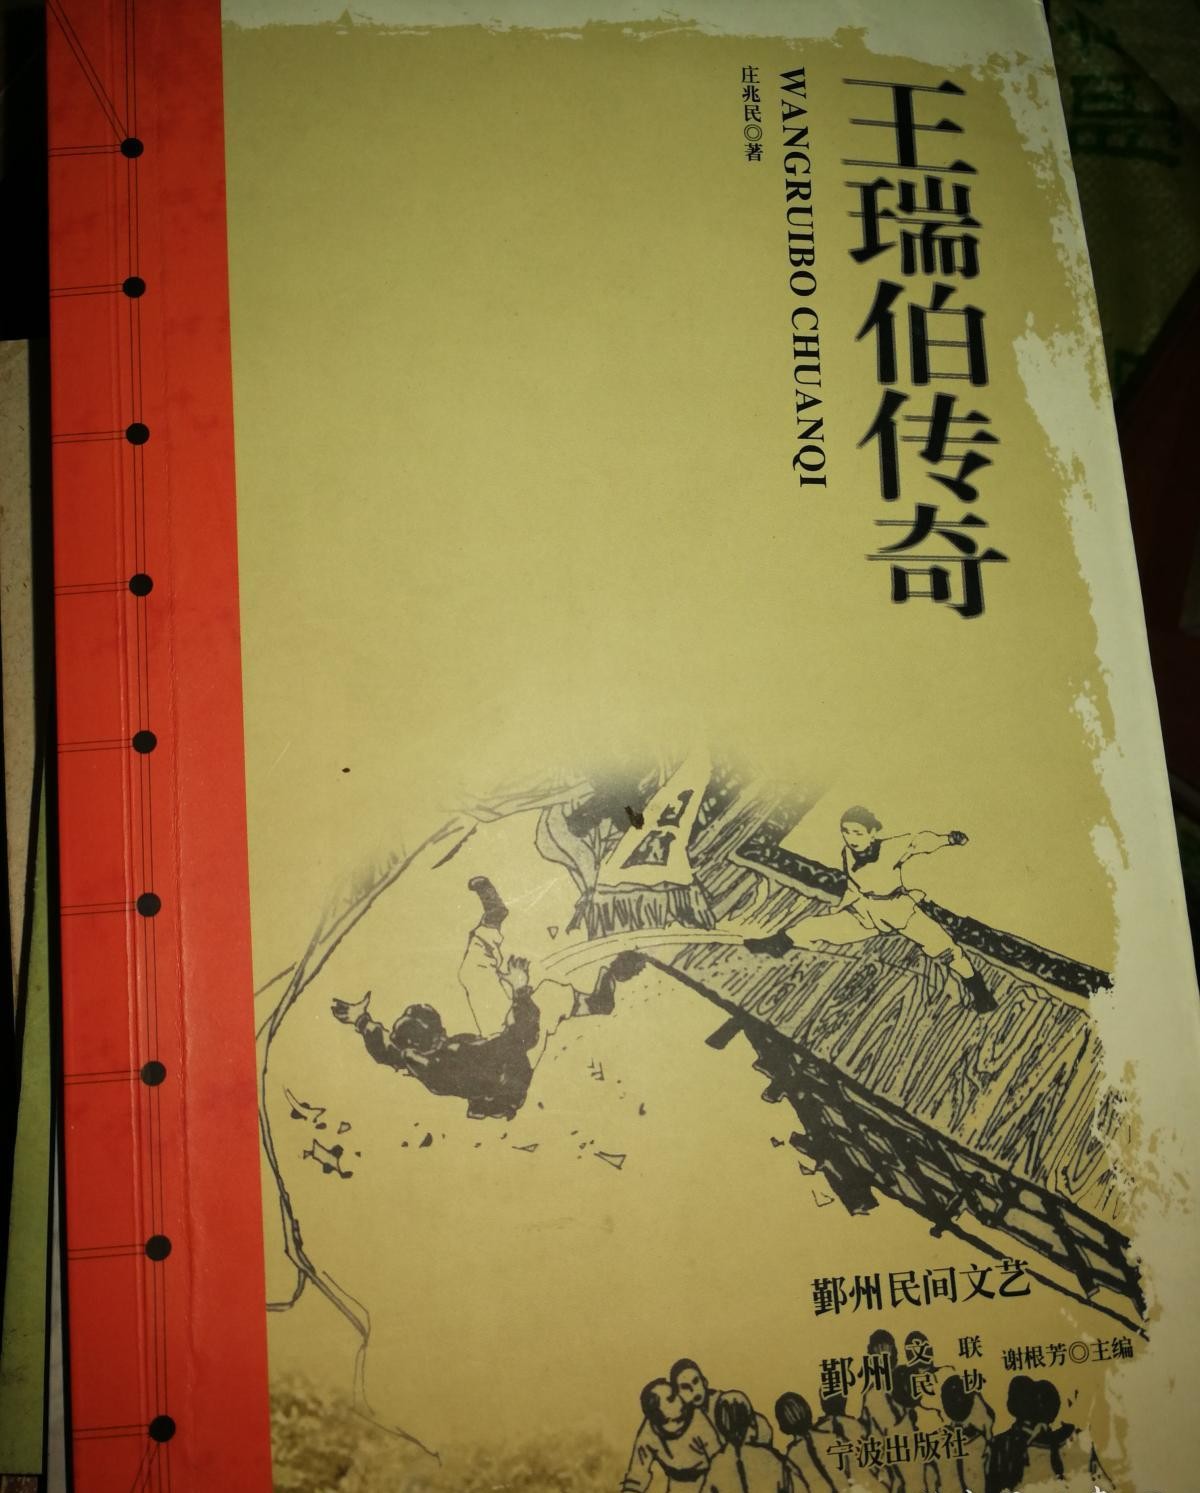 王瑞伯传奇
WANGRUIBO CHUANQI
庄兆民◎著
鄞州民间文艺
鄞州 文联 民协 谢根芳◎主编
宁波出版社